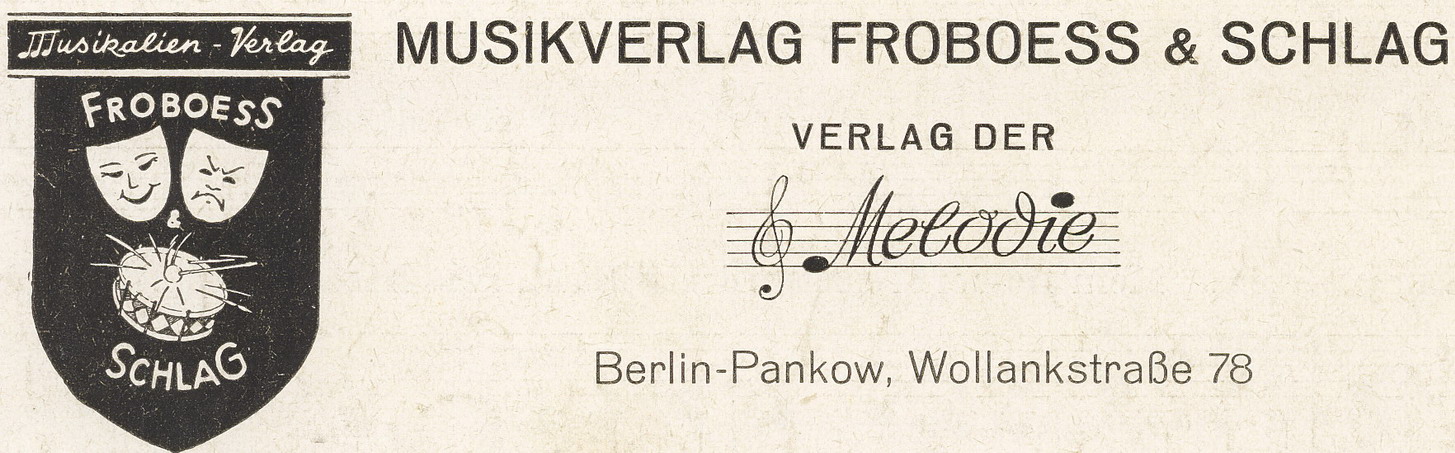 Musikalien - Verlag
FROBOESS
&
SCHLAG
MUSIKVERLAG FROBOESS & SCHLAG
VERLAG DER
Melodie
Berlin-Pankow, Wollankstraße 78